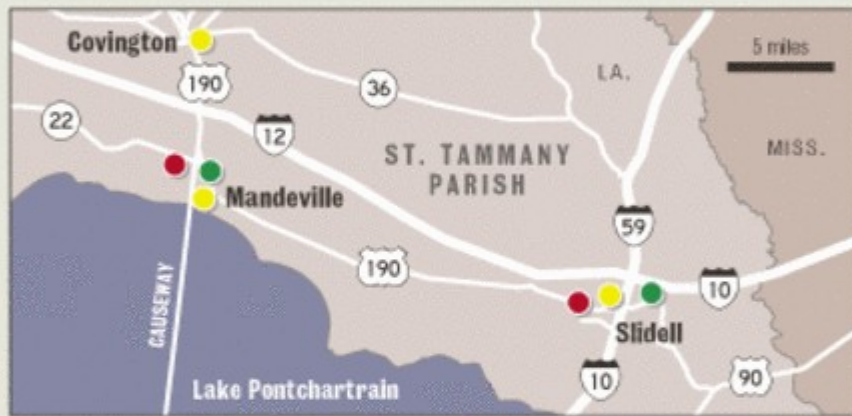 Covington
190
36
LA.
5 miles
22
12
ST. TAMMANY
PARISH
MISS.
Mandeville
59
190
10
CAUSEWAY
Slidell
10
90
Lake Pontchartrain